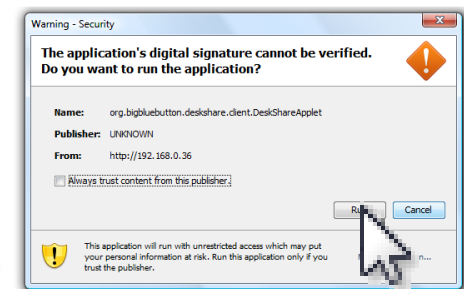 Warning - Security
The application's digital signature cannot be verified.
Do you want to run the application?
Name: org.bigbluebutton.deskshare.client.DeskShareApplet
Publisher: UNKNOWN
From: http://192.168.0.36
Always trust content from this publisher.
Cancel
This application will run with unrestricted access which may put
your personal information at risk. Run this application only if you
trust the publisher.